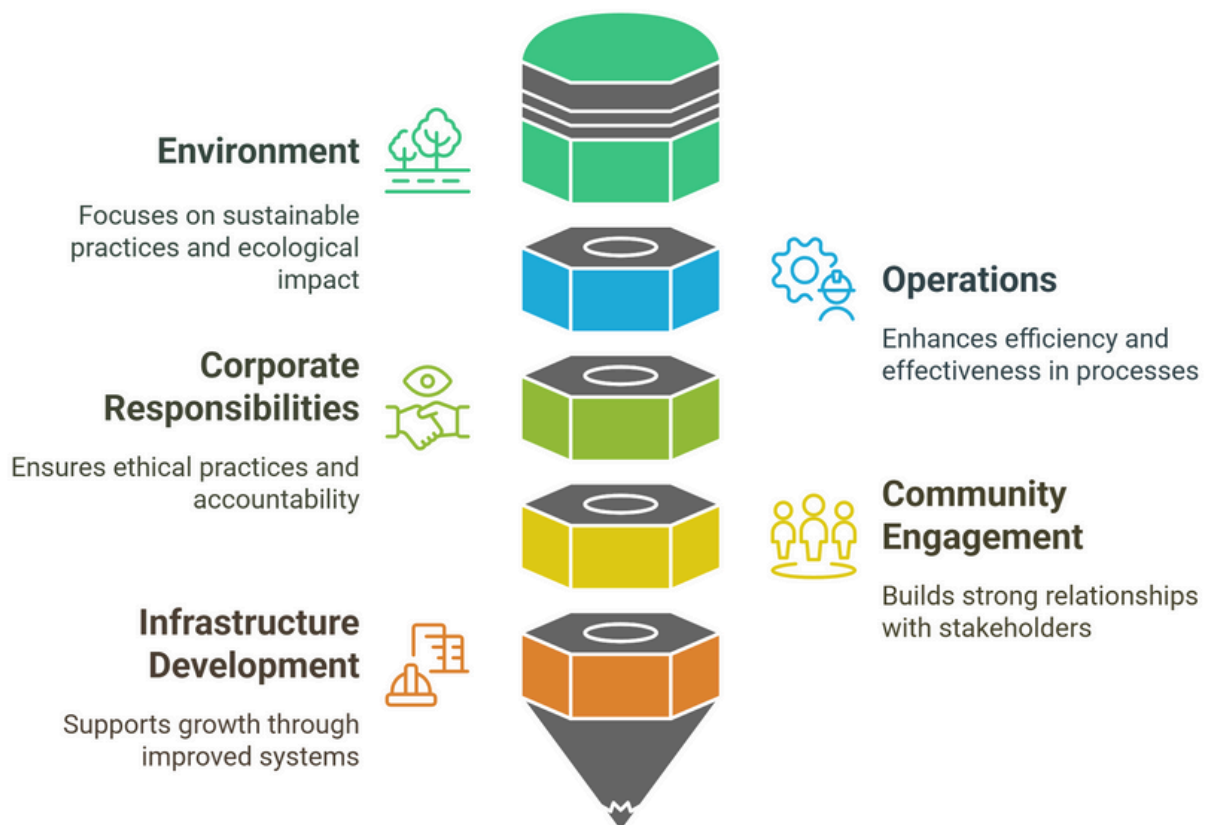 Environment
Focuses on sustainable
practices and ecological
impact
Operations
Enhances efficiency and
effectiveness in processes
Corporate
Responsibilities
Ensures ethical practices and
accountability
Community
Engagement
Builds strong relationships
with stakeholders
Infrastructure
Development
Supports growth through
improved systems